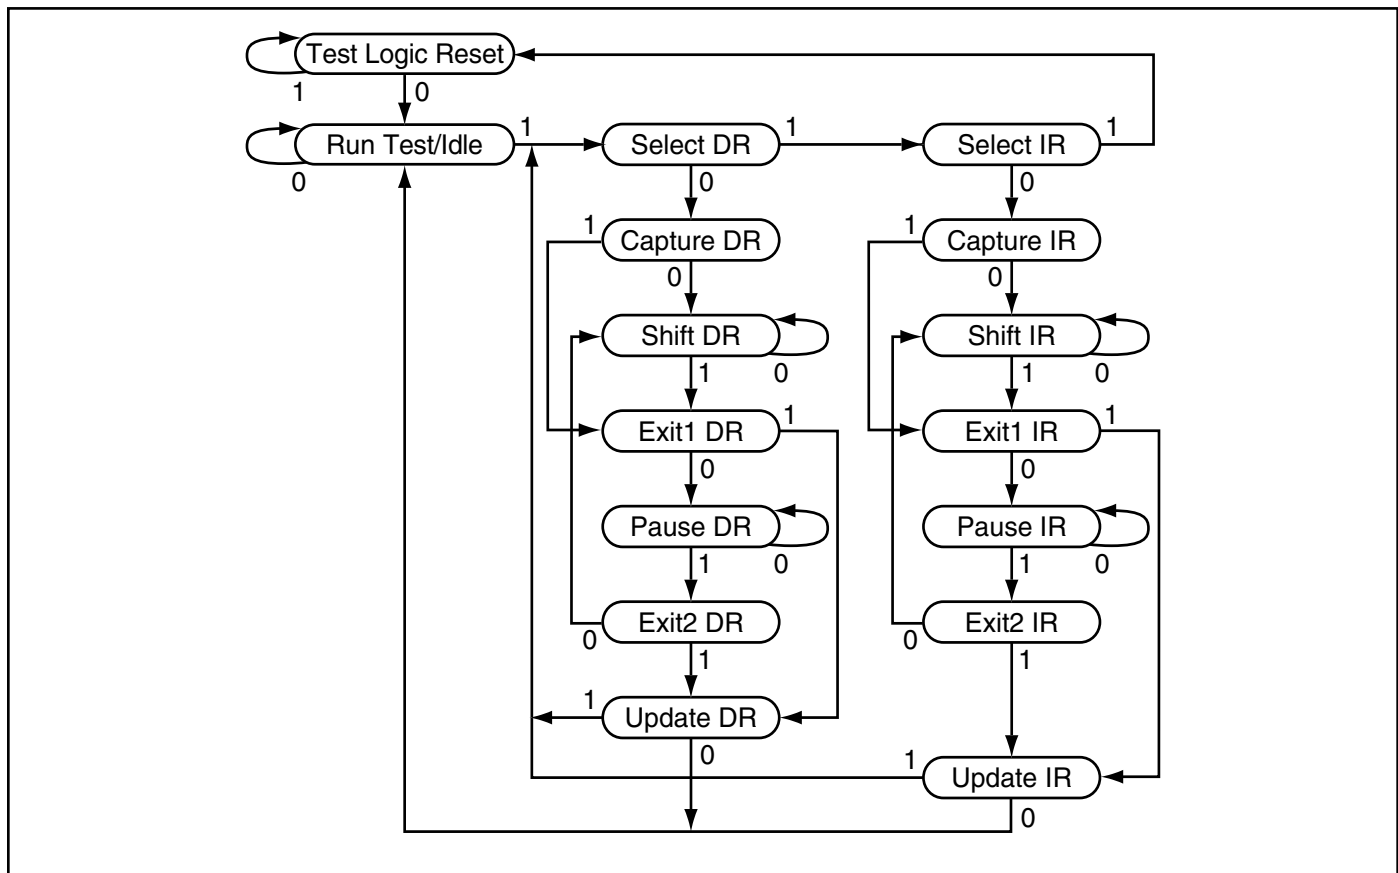 Test Logic Reset
1 0
Run Test/Idle 1 Select DR 1 Select IR 1
0 0 0
1 Capture DR 1 Capture IR
0 0
Shift DR Shift IR
1 0 1 0
Exit1 DR 1 Exit1 IR 1
0 0
Pause DR Pause IR
1 0 1 0
Exit2 DR Exit2 IR
0 1 0 1
1 Update DR
0 1 Update IR
0